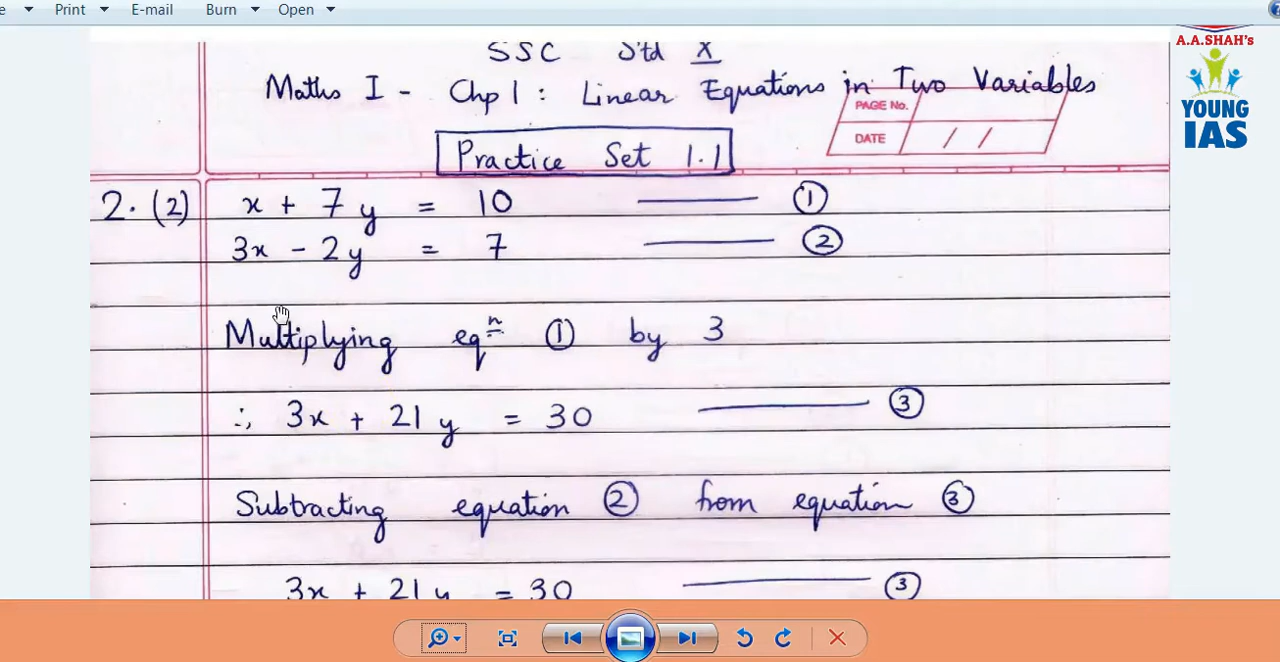 Print E-mail Burn Open
A.A.SHAH's
YOUNG
IAS
SSC Std X
Maths I - Chp 1 : Linear Equations in Two Variables
PAGE No.
DATE / /
Practice Set 1.1
2. (2) x + 7y = 10 ——— ①
3x - 2y = 7 ——— ②
Multiplying eqⁿ ① by 3
∴ 3x + 21y = 30 ——— ③
Subtracting equation ② from equation ③
3x + 21y = 30 ——— ③